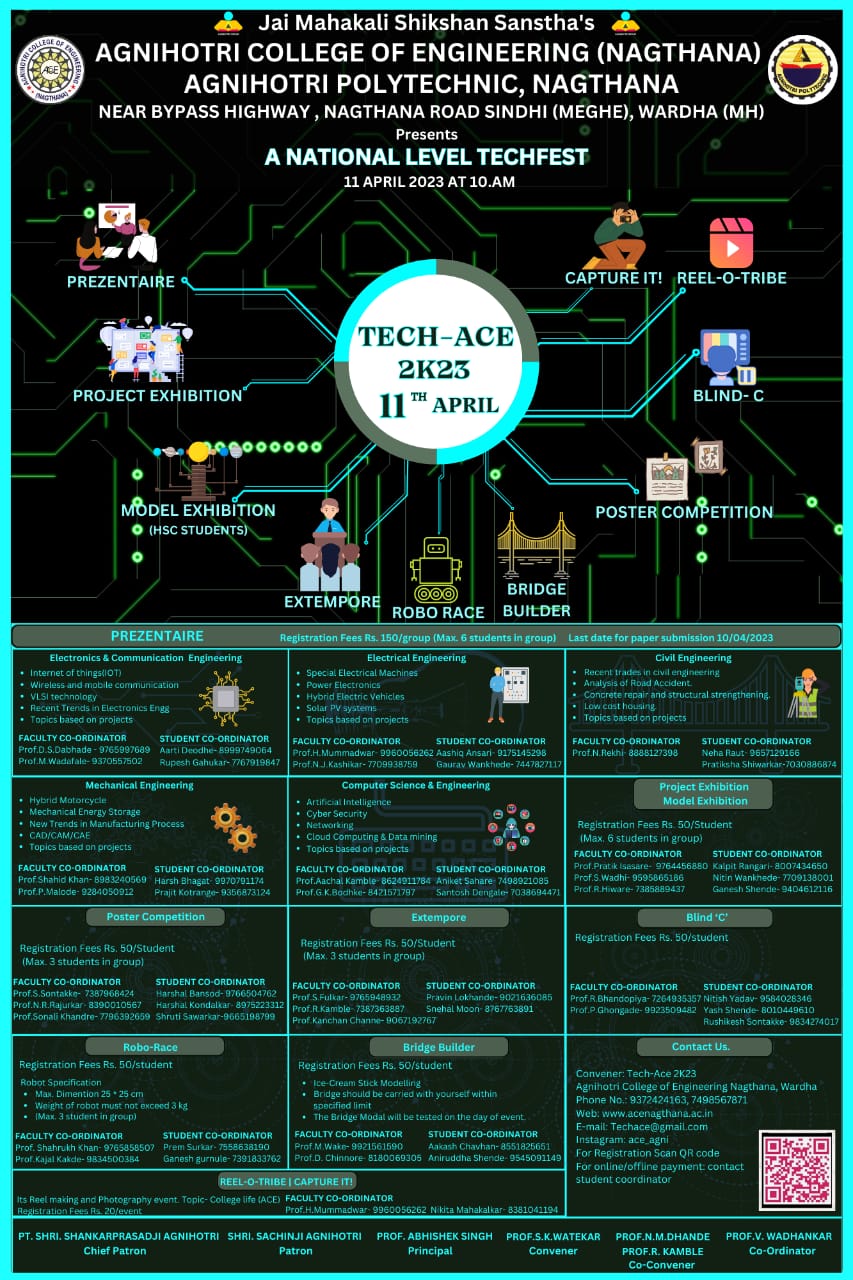 Jai Mahakali Shikshan Sanstha's
AGNIHOTRI COLLEGE OF ENGINEERING (NAGTHANA)
AGNIHOTRI POLYTECHNIC, NAGTHANA
NEAR BYPASS HIGHWAY , NAGTHANA ROAD SINDHI (MEGHE), WARDHA (MH)
Presents
A NATIONAL LEVEL TECHFEST
11 APRIL 2023 AT 10.AM
AGNIHOTRI COLLEGE OF ENGINEERING
ACE
(NAGTHANA)
AGNIHOTRI POLYTECHNIC
PREZENTAIRE
CAPTURE IT!
REEL-O-TRIBE
PROJECT EXHIBITION
TECH-ACE
2K23
11TH APRIL
BLIND- C
MODEL EXHIBITION
(HSC STUDENTS)
POSTER COMPETITION
EXTEMPORE
ROBO RACE
BRIDGE
BUILDER
PREZENTAIRE Registration Fees Rs. 150/group (Max. 6 students in group) Last date for paper submission 10/04/2023
Electronics & Communication Engineering
Internet of things(IOT)
Wireless and mobile communication
VLSI technology
Recent Trends in Electronics Engg
Topics based on projects
FACULTY CO-ORDINATOR STUDENT CO-ORDINATOR
Prof.D.S.Dabhade- 9765997689 Aarti Deodhe-8999749064
Prof.M.Wadafale- 9370557502 Rupesh Gahukar- 7767919847
Electrical Engineering
Special Electrical Machines
Power Electronics
Hybrid Electric Vehicles
Solar PV systems
Topics based on projects
FACULTY CO-ORDINATOR STUDENT CO-ORDINATOR
Prof.H.Mummadwar- 9960056262 Aashiq Ansari- 9175145298
Prof.N.J.Kashikar- 7709938759 Gaurav Wankhede- 7447827117
Civil Engineering
Recent trades in civil engineering
Analysis of Road Accident.
Concrete repair and structural strengthening.
Low cost housing.
Topics based on projects
FACULTY CO-ORDINATOR STUDENT CO-ORDINATOR
Prof.N.Rekhi- 8888127398 Neha Raut- 9657129166
Pratiksha Shiwarkar-7030886874
Mechanical Engineering
Hybrid Motorcycle
Mechanical Energy Storage
New Trends in Manufacturing Process
CAD/CAM/CAE
Topics based on projects
FACULTY CO-ORDINATOR STUDENT CO-ORDINATOR
Prof.Shahid Khan- 8983240569 Harsh Bhagat- 9970791174
Prof.P.Malode- 9284050912 Prajit Kotrange- 9356873124
Computer Science & Engineering
Artificial Intelligence
Cyber Security
Networking
Cloud Computing & Data mining
Topics based on projects
FACULTY CO-ORDINATOR STUDENT CO-ORDINATOR
Prof.Aachal Kamble- 8624911784 Aniket Sahare- 7498921085
Prof.G.K.Bodhke- 8421571797 Santosh Dengale- 7038694471
Project Exhibition
Model Exhibition
Registration Fees Rs. 50/Student
(Max. 6 students in group)
FACULTY CO-ORDINATOR STUDENT CO-ORDINATOR
Prof.Pratik Isasare- 9764456880 Kalpit Rangari- 8007434650
Prof.S.Wadhi- 9595865186 Nitin Wankhede- 7709138001
Prof.R.Hiware- 7385889437 Ganesh Shende- 9404612116
Poster Competition
Registration Fees Rs. 50/Student
(Max. 3 students in group)
FACULTY CO-ORDINATOR STUDENT CO-ORDINATOR
Prof.S.Sontakke- 7387968424 Harshal Bansod- 9766504762
Prof.N.R.Rajurkar- 8390010567 Harshal Kondalkar- 8975223312
Prof.Sonali Khandre- 7796392659 Shruti Sawarkar-9665198799
Extempore
Registration Fees Rs. 50/Student
(Max. 3 students in group)
FACULTY CO-ORDINATOR STUDENT CO-ORDINATOR
Prof.S.Fulkar- 9765948932 Pravin Lokhande- 9021636085
Prof.R.Kamble- 7387363887 Snehal Moon- 8767763891
Prof.Kanchan Channe- 9067192767
Blind 'C'
Registration Fees Rs. 50/student
FACULTY CO-ORDINATOR STUDENT CO-ORDINATOR
Prof.R.Bhandopiya- 7264935357 Nitish Yadav- 9584028346
Prof.P.Ghongade- 9923509482 Yash Shende- 8010449610
Rushikesh Sontakke- 9834274017
Robo-Race
Registration Fees Rs. 50/student
Robot Specification
Max. Dimention 25 * 25 cm
Weight of robot must not exceed 3 kg
(Max. 3 student in group)
FACULTY CO-ORDINATOR STUDENT CO-ORDINATOR
Prof. Shahrukh Khan- 9765858507 Prem Surkar- 7558638190
Prof.Kajal Kakde- 9834500384 Ganesh gurnule- 7391833762
Bridge Builder
Registration Fees Rs. 50/student
Ice-Cream Stick Modelling
Bridge should be carried with yourself within
specified limit
The Bridge Modal will be tested on the day of event.
FACULTY CO-ORDINATOR STUDENT CO-ORDINATOR
Prof.M.Wake- 9921561590 Aakash Chavhan- 8551825651
Prof.D. Chinnore- 8180069305 Aniruddha Shende- 9545091149
Contact Us.
Convener: Tech-Ace 2K23
Agnihotri College of Engineering Nagthana, Wardha
Phone No.: 9372424163, 7498567871
Web: www.acenagthana.ac.in
E-mail: Techace@gmail.com
Instagram: ace_agni
For Registration Scan QR code
For online/offline payment: contact
student coordinator
REEL-O-TRIBE | CAPTURE IT!
Its Reel making and Photography event. Topic- College life (ACE) FACULTY CO-ORDINATOR
Registration Fees Rs. 20/event Prof.H.Mummadwar- 9960056262 Nikita Mahakalkar- 8381041194
PT. SHRI. SHANKARPRASADJI AGNIHOTRI
Chief Patron
SHRI. SACHINJI AGNIHOTRI
Patron
PROF. ABHISHEK SINGH
Principal
PROF.S.K.WATEKAR
Convener
PROF.N.M.DHANDE
PROF.R. KAMBLE
Co-Convener
PROF.V. WADHANKAR
Co-Ordinator